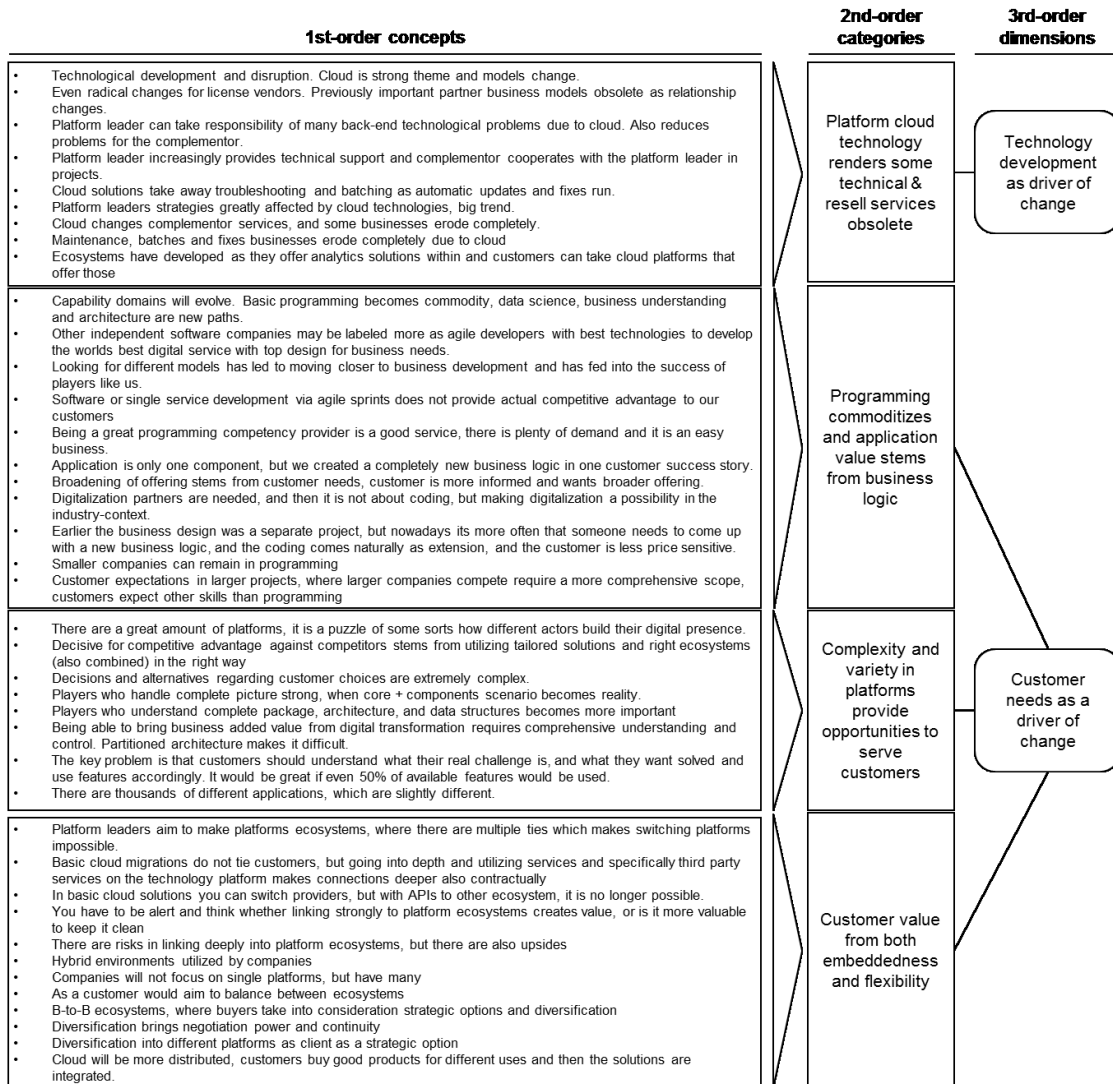 1st-order concepts
2nd-order
categories
3rd-order
dimensions
• Technological development and disruption. Cloud is strong theme and models change.
• Even radical changes for license vendors. Previously important partner business models obsolete as relationship
changes.
• Platform leader can take responsibility of many back-end technological problems due to cloud. Also reduces
problems for the complementor.
• Platform leader increasingly provides technical support and complementor cooperates with the platform leader in
projects.
• Cloud solutions take away troubleshooting and batching as automatic updates and fixes run.
• Platform leaders strategies greatly affected by cloud technologies, big trend.
• Cloud changes complementor services, and some businesses erode completely.
• Maintenance, batches and fixes businesses erode completely due to cloud
• Ecosystems have developed as they offer analytics solutions within and customers can take cloud platforms that
offer those
Platform cloud
technology
renders some
technical &
resell services
obsolete
Technology
development
as driver of
change
• Capability domains will evolve. Basic programming becomes commodity, data science, business understanding
and architecture are new paths.
• Other independent software companies may be labeled more as agile developers with best technologies to develop
the worlds best digital service with top design for business needs.
• Looking for different models has led to moving closer to business development and has fed into the success of
players like us.
• Software or single service development via agile sprints does not provide actual competitive advantage to our
customers
• Being a great programming competency provider is a good service, there is plenty of demand and it is an easy
business.
• Application is only one component, but we created a completely new business logic in one customer success story.
• Broadening of offering stems from customer needs, customer is more informed and wants broader offering.
• Digitalization partners are needed, and then it is not about coding, but making digitalization a possibility in the
industry-context.
• Earlier the business design was a separate project, but nowadays its more often that someone needs to come up
with a new business logic, and the coding comes naturally as extension, and the customer is less price sensitive.
• Smaller companies can remain in programming
• Customer expectations in larger projects, where larger companies compete require a more comprehensive scope,
customers expect other skills than programming
Programming
commoditizes
and application
value stems
from business
logic
• There are a great amount of platforms, it is a puzzle of some sorts how different actors build their digital presence.
• Decisive for competitive advantage against competitors stems from utilizing tailored solutions and right ecosystems
(also combined) in the right way
• Decisions and alternatives regarding customer choices are extremely complex.
• Players who handle complete picture strong, when core + components scenario becomes reality.
• Players who understand complete package, architecture, and data structures becomes more important
• Being able to bring business added value from digital transformation requires comprehensive understanding and
control. Partitioned architecture makes it difficult.
• The key problem is that customers should understand what their real challenge is, and what they want solved and
use features accordingly. It would be great if even 50% of available features would be used.
• There are thousands of different applications, which are slightly different.
Complexity and
variety in
platforms
provide
opportunities to
serve
customers
Customer
needs as a
driver of
change
• Platform leaders aim to make platforms ecosystems, where there are multiple ties which makes switching platforms
impossible.
• Basic cloud migrations do not tie customers, but going into depth and utilizing services and specifically third party
services on the technology platform makes connections deeper also contractually
• In basic cloud solutions you can switch providers, but with APIs to other ecosystem, it is no longer possible.
• You have to be alert and think whether linking strongly to platform ecosystems creates value, or is it more valuable
to keep it clean
• There are risks in linking deeply into platform ecosystems, but there are also upsides
• Hybrid environments utilized by companies
• Companies will not focus on single platforms, but have many
• As a customer would aim to balance between ecosystems
• B-to-B ecosystems, where buyers take into consideration strategic options and diversification
• Diversification brings negotiation power and continuity
• Diversification into different platforms as client as a strategic option
• Cloud will be more distributed, customers buy good products for different uses and then the solutions are
integrated.
Customer value
from both
embeddedness
and flexibility